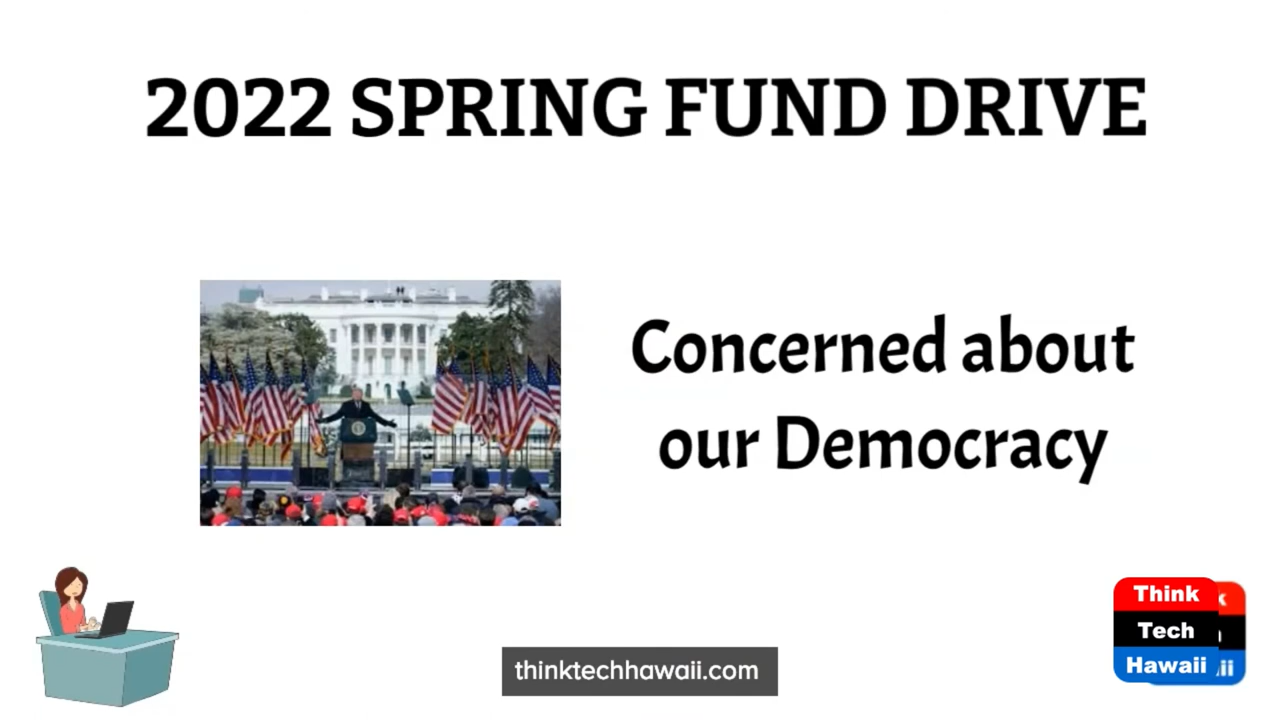 2022 SPRING FUND DRIVE
Concerned about
our Democracy
Think
Tech
Hawaii
thinktechhawaii.com